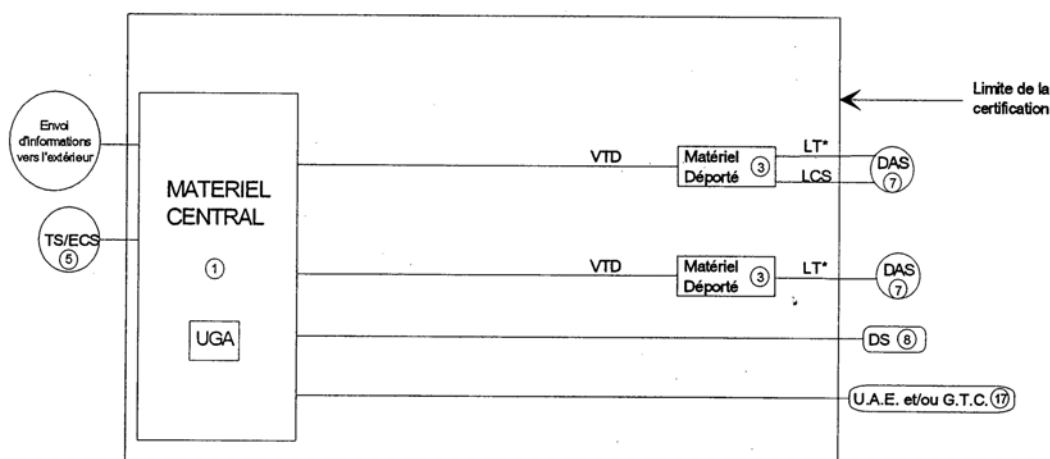 Limite de la
certification
Envoi
d'informations
vers l'extérieur
VTD
Matériel
Déporté
3
LT*
LCS
DAS
7
MATERIEL
CENTRAL
1
TS/ECS
5
VTD
Matériel
Déporté
3
LT*
DAS
7
UGA
DS 8
U.A.E. et/ou G.T.C. 17